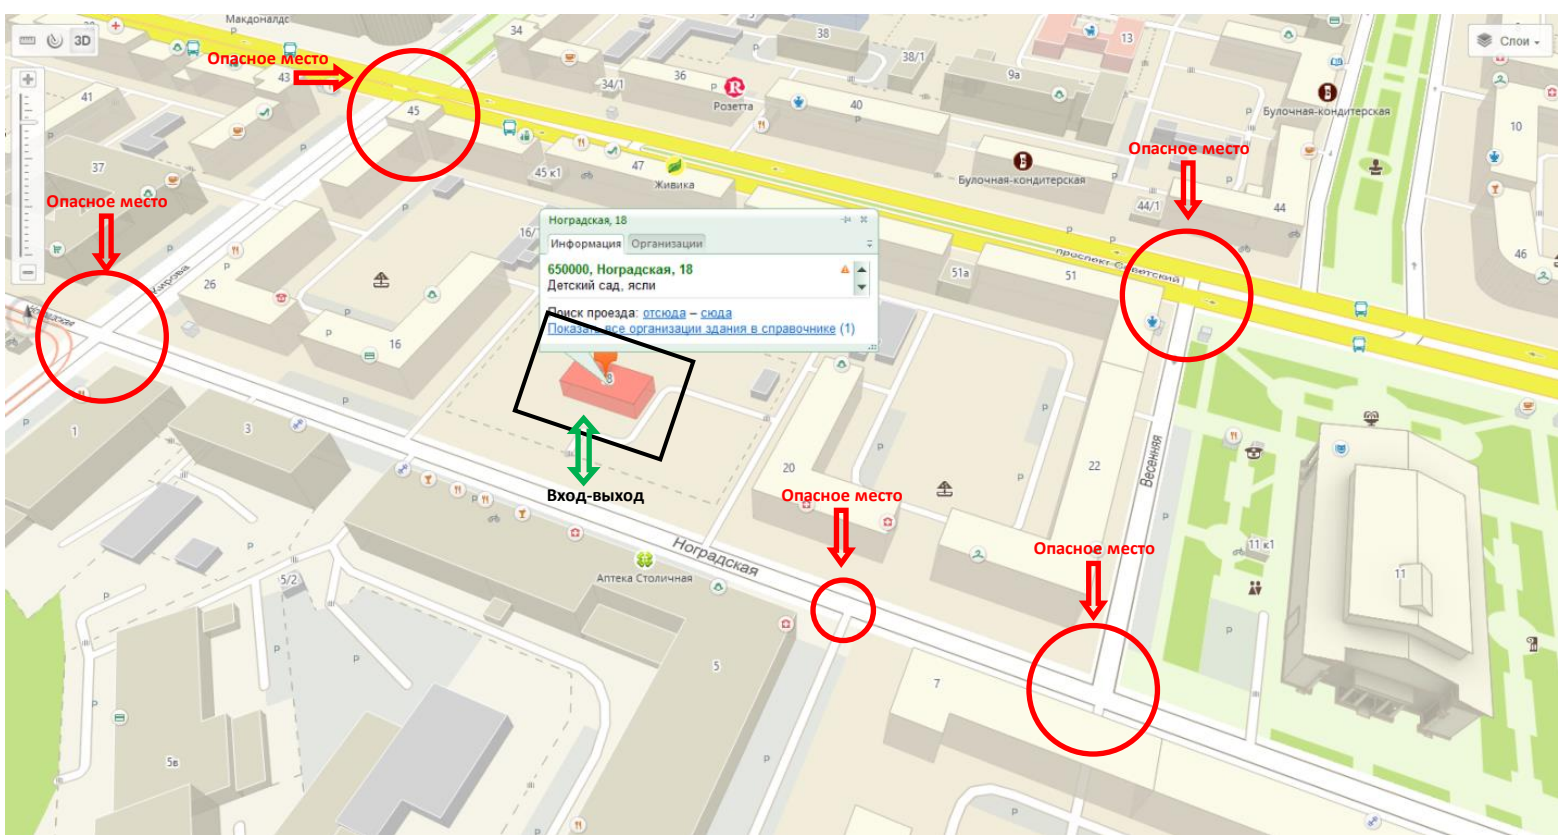 Макдоналдс
P
34
38
13
Слои
3D
Опасное место
43
38/1
9а
41
45
34/1
36
P
Розетта
40
P
Булочная-кондитерская
10
37
45 к1
47
Живика
Булочная-кондитерская
Опасное место
44/1
44
Опасное место
46
Ноградская, 18
Информация
Организации
650000, Ноградская, 18
Детский сад, ясли
Поиск проезда: отсюда – сюда
Показать все организации здания в справочнике (1)
51а
51
проспект Советский
Кирова
26
16
Ноградская
1
3
Вход-выход
20
22
Весенняя
Опасное место
Опасное место
Ноградская
Аптека Столичная
5/2
11 к1
11
5
7
5в